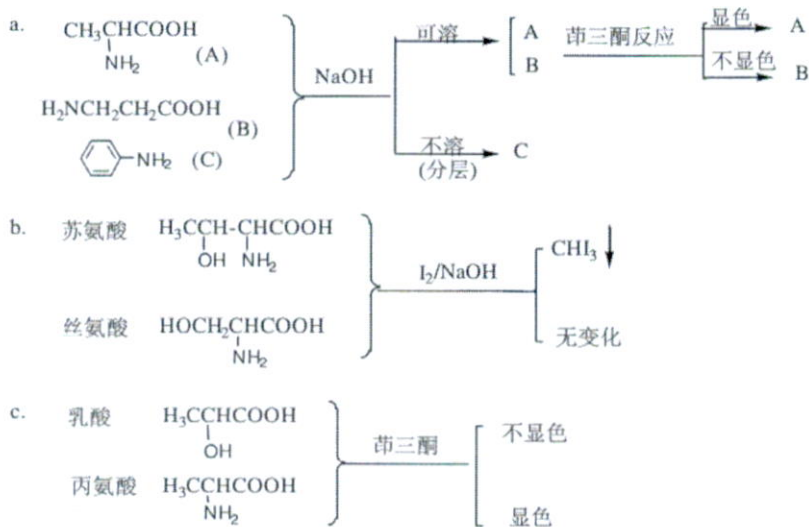 a. CH₃CHCOOH
NH₂ (A)
H₂NCH₂CH₂COOH (B)
NH₂ (C)
NaOH
可溶
A
B
茚三酮反应
显色 A
不显色 B
不溶
(分层)
C
b. 苏氨酸 H₃CCH-CHCOOH
OH NH₂
丝氨酸 HOCH₂CHCOOH
NH₂
I₂/NaOH
CHI₃↓
无变化
c. 乳酸 H₃CCHCOOH
OH
丙氨酸 H₃CCHCOOH
NH₂
茚三酮
不显色
显色